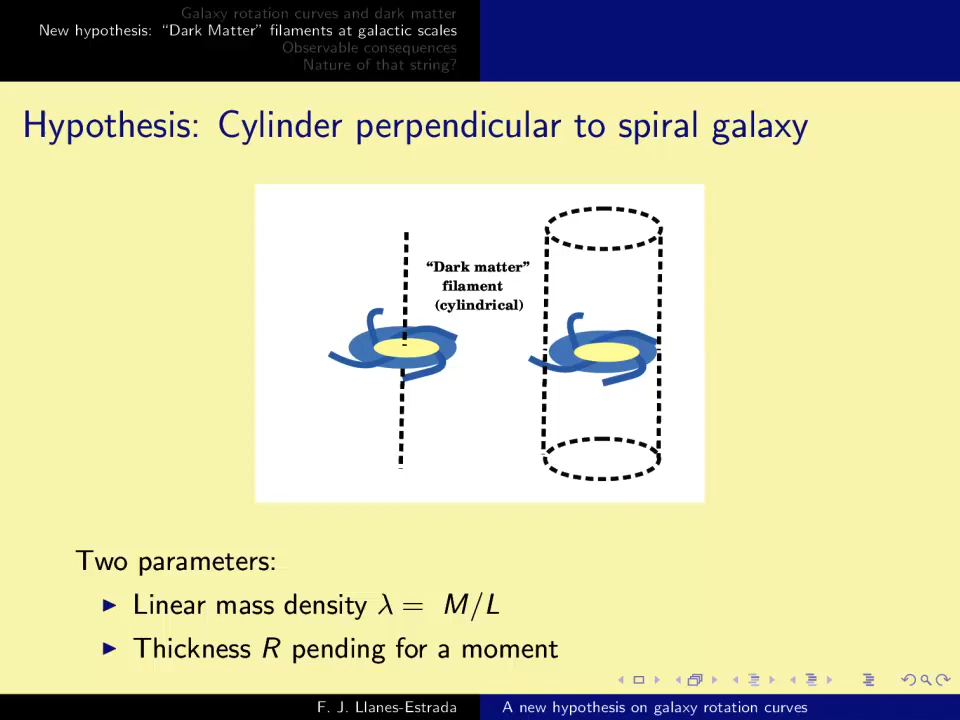 Galaxy rotation curves and dark matter
New hypothesis: “Dark Matter” filaments at galactic scales
Observable consequences
Nature of that string?
Hypothesis: Cylinder perpendicular to spiral galaxy
“Dark matter”
filament
(cylindrical)
Two parameters:
Linear mass density λ = M/L
Thickness R pending for a moment
F. J. Llanes-Estrada
A new hypothesis on galaxy rotation curves